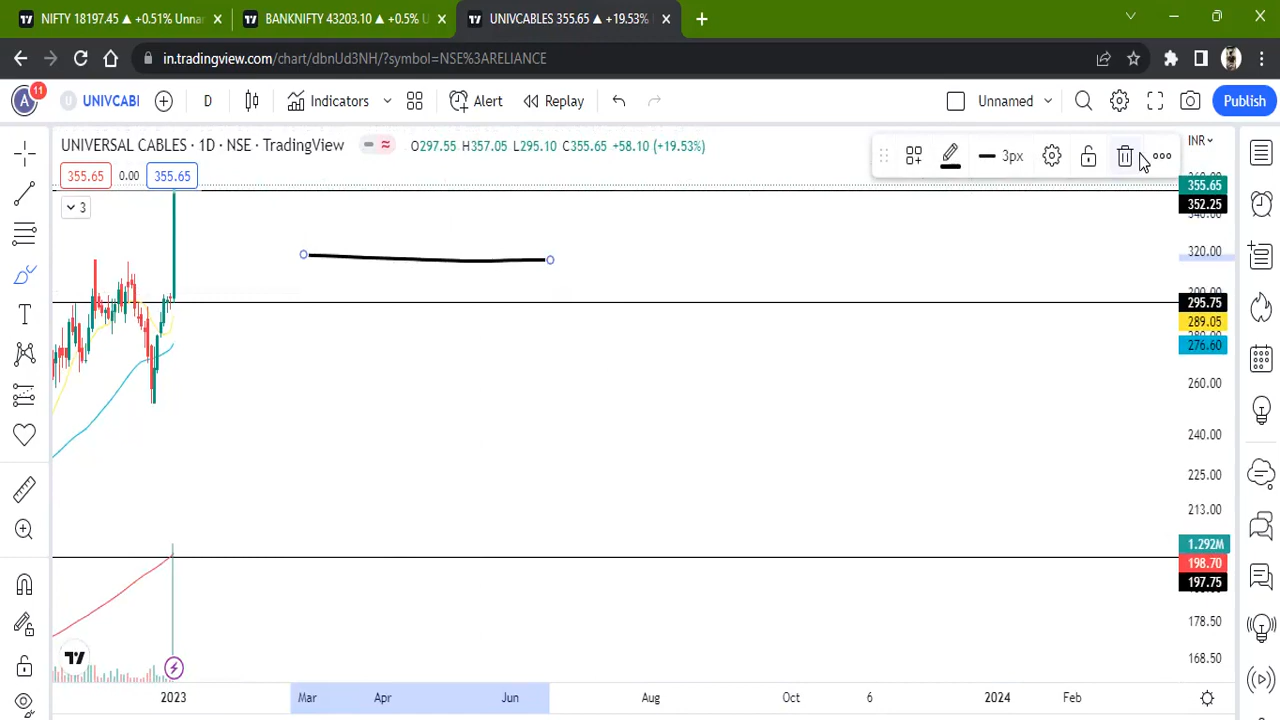 NIFTY 18197.45 ▲ +0.51% Unna
BANKNIFTY 43203.10 ▲ +0.5% U
UNIVCABLES 355.65 ▲ +19.53%
in.tradingview.com/chart/dbnUd3NH/?symbol=NSE%3ARELIANCE
A
11
U
UNIVCABI
D
Indicators
Alert
Replay
Unnamed
Publish
UNIVERSAL CABLES · 1D · NSE · TradingView
O297.55 H357.05 L295.10 C355.65 +58.10 (+19.53%)
3px
INR
355.65
0.00
355.65
3
355.65
352.25
340.00
320.00
295.75
289.05
276.60
260.00
240.00
225.00
213.00
1.292M
198.70
197.75
178.50
168.50
2023
Mar
Apr
Jun
Aug
Oct
6
2024
Feb